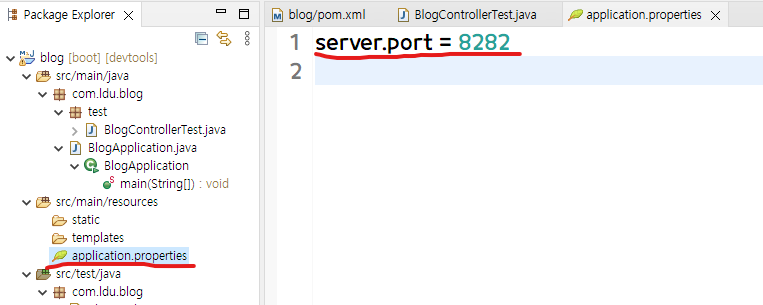 Package Explorer
blog [boot] [devtools]
src/main/java
com.ldu.blog
test
BlogControllerTest.java
BlogApplication.java
BlogApplication
main(String[]) : void
src/main/resources
static
templates
application.properties
src/test/java
com.ldu.blog
blog/pom.xml
BlogControllerTest.java
application.properties
1 server.port = 8282
2